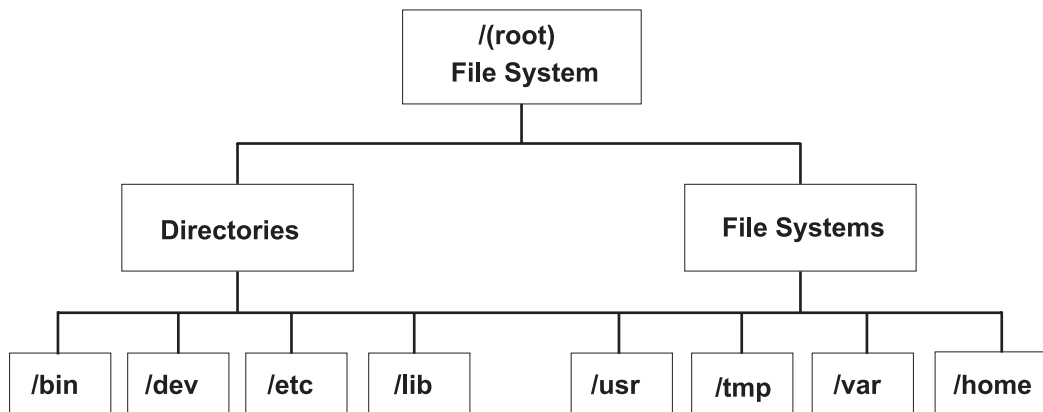 /(root)
File System
Directories
File Systems
/bin
/dev
/etc
/lib
/usr
/tmp
/var
/home